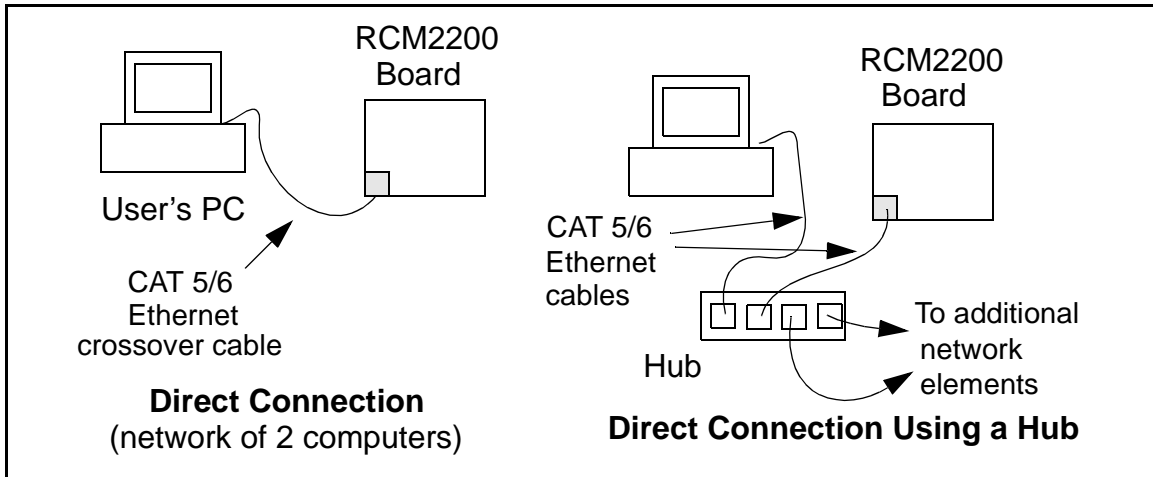 RCM2200
Board
User's PC
CAT 5/6
Ethernet
crossover cable
Direct Connection
(network of 2 computers)
RCM2200
Board
CAT 5/6
Ethernet
cables
Hub
To additional
network
elements
Direct Connection Using a Hub